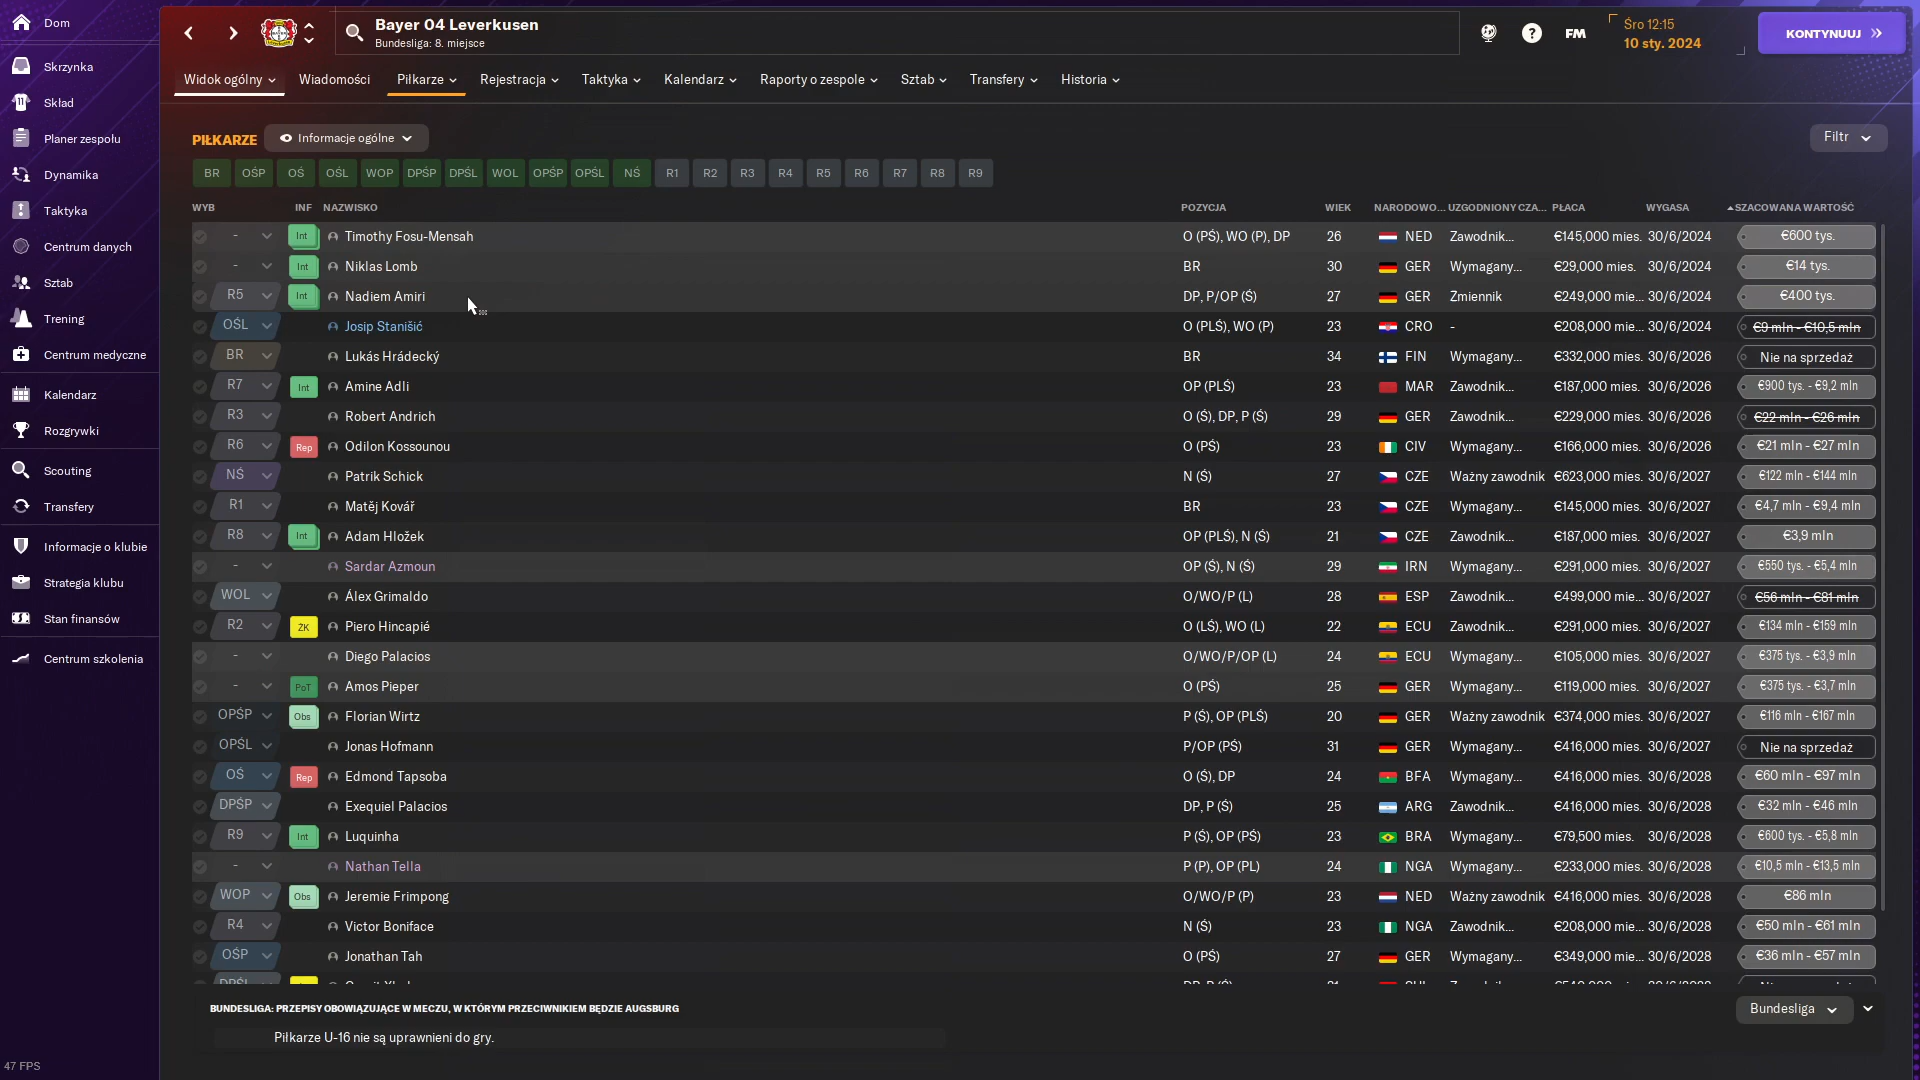 Dom
Skrzynka
Skład
Planer zespołu
Dynamika
Taktyka
Centrum danych
Sztab
Trening
Centrum medyczne
Kalendarz
Rozgrywki
Scouting
Transfery
Informacje o klubie
Strategia klubu
Stan finansów
Centrum szkolenia
47 FPS
Bayer 04 Leverkusen
Bundesliga: 8. miejsce
FM
Śro 12:15
10 sty. 2024
KONTYNUUJ
Widok ogólny Wiadomości Piłkarze Rejestracja Taktyka Kalendarz Raporty o zespole Sztab Transfery Historia
PIŁKARZE Informacje ogólne Filtr
BR OŚP OŚ OŚL WOP DPŚP DPŚL WOL OPŚP OPŚL NŚ R1 R2 R3 R4 R5 R6 R7 R8 R9
WYB INF NAZWISKO POZYCJA WIEK NARODOWO... UZGODNIONY CZA... PŁACA WYGASA SZACOWANA WARTOŚĆ
- Int Timothy Fosu-Mensah O (PŚ), WO (P), DP 26 NED Zawodnik... €145,000 mies. 30/6/2024 €600 tys.
- Int Niklas Lomb BR 30 GER Wymagany... €29,000 mies. 30/6/2024 €14 tys.
R5 Int Nadiem Amiri DP, P/OP (Ś) 27 GER Zmiennik €249,000 mie... 30/6/2024 €400 tys.
OŚL Josip Stanišić O (PLŚ), WO (P) 23 CRO - €208,000 mie... 30/6/2024 €9 mln - €10,5 mln
BR Lukáš Hrádecký BR 34 FIN Wymagany... €332,000 mies. 30/6/2026 Nie na sprzedaż
R7 Int Amine Adli OP (PLŚ) 23 MAR Zawodnik... €187,000 mies. 30/6/2026 €900 tys. - €9,2 mln
R3 Robert Andrich O (Ś), DP, P (Ś) 29 GER Zawodnik... €229,000 mies. 30/6/2026 €22 mln - €26 mln
R6 Rep Odilon Kossounou O (PŚ) 23 CIV Wymagany... €166,000 mies. 30/6/2026 €21 mln - €27 mln
NŚ Patrik Schick N (Ś) 27 CZE Ważny zawodnik €623,000 mies. 30/6/2027 €122 mln - €144 mln
R1 Matěj Kovář BR 23 CZE Wymagany... €145,000 mies. 30/6/2027 €4,7 mln - €9,4 mln
R8 Int Adam Hložek OP (PLŚ), N (Ś) 21 CZE Zawodnik... €187,000 mies. 30/6/2027 €3,9 mln
- Sardar Azmoun OP (Ś), N (Ś) 29 IRN Wymagany... €291,000 mies. 30/6/2027 €550 tys. - €5,4 mln
WOL Álex Grimaldo O/WO/P (L) 28 ESP Zawodnik... €499,000 mie... 30/6/2027 €56 mln - €81 mln
R2 ŻK Piero Hincapié O (LŚ), WO (L) 22 ECU Zawodnik... €291,000 mies. 30/6/2027 €134 mln - €159 mln
- Diego Palacios O/WO/P/OP (L) 24 ECU Wymagany... €105,000 mies. 30/6/2027 €375 tys. - €3,9 mln
- PoT Amos Pieper O (PŚ) 25 GER Wymagany... €119,000 mies. 30/6/2027 €375 tys. - €3,7 mln
OPŚP Obs Florian Wirtz P (Ś), OP (PLŚ) 20 GER Ważny zawodnik €374,000 mies. 30/6/2027 €116 mln - €167 mln
OPŚL Jonas Hofmann P/OP (PŚ) 31 GER Wymagany... €416,000 mies. 30/6/2027 Nie na sprzedaż
OŚ Rep Edmond Tapsoba O (Ś), DP 24 BFA Wymagany... €416,000 mies. 30/6/2028 €60 mln - €97 mln
DPŚP Exequiel Palacios DP, P (Ś) 25 ARG Zawodnik... €416,000 mies. 30/6/2028 €32 mln - €46 mln
R9 Int Luquinha P (Ś), OP (PŚ) 23 BRA Wymagany... €79,500 mies. 30/6/2028 €600 tys. - €5,8 mln
- Nathan Tella P (P), OP (PL) 24 NGA Wymagany... €233,000 mies. 30/6/2028 €10,5 mln - €13,5 mln
WOP Obs Jeremie Frimpong O/WO/P (P) 23 NED Ważny zawodnik €416,000 mies. 30/6/2028 €86 mln
R4 Victor Boniface N (Ś) 23 NGA Zawodnik... €208,000 mie... 30/6/2028 €50 mln - €61 mln
OŚP Jonathan Tah O (PŚ) 27 GER Wymagany... €349,000 mie... 30/6/2028 €36 mln - €57 mln
BUNDESLIGA: PRZEPISY OBOWIĄZUJĄCE W MECZU, W KTÓRYM PRZECIWNIKIEM BĘDZIE AUGSBURG Bundesliga
Piłkarze U-16 nie są uprawnieni do gry.